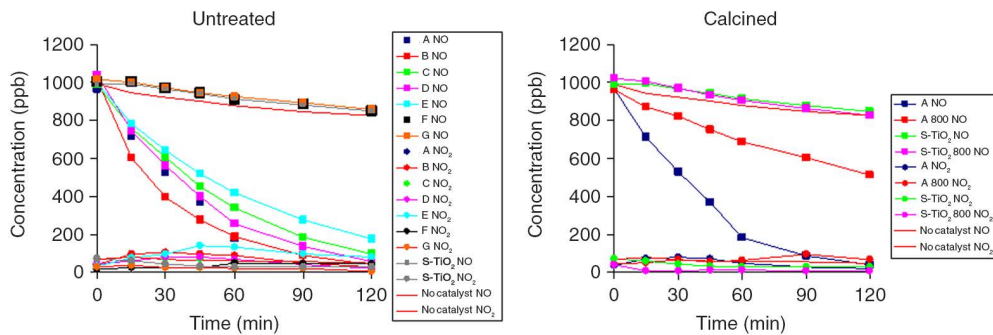 Untreated
Concentration (ppb)
1200
1000
800
600
400
200
0
0 30 60 90 120
Time (min)
A NO
B NO
C NO
D NO
E NO
F NO
G NO
A NO₂
B NO₂
C NO₂
D NO₂
E NO₂
F NO₂
G NO₂
S-TiO₂ NO
S-TiO₂ NO₂
No catalyst NO
No catalyst NO₂
Calcined
Concentration (ppb)
1200
1000
800
600
400
200
0
0 30 60 90 120
Time (min)
A NO
A 800 NO
S-TiO₂ NO
S-TiO₂ 800 NO
A NO₂
A 800 NO₂
S-TiO₂ NO₂
S-TiO₂ 800 NO₂
No catalyst NO
No catalyst NO₂